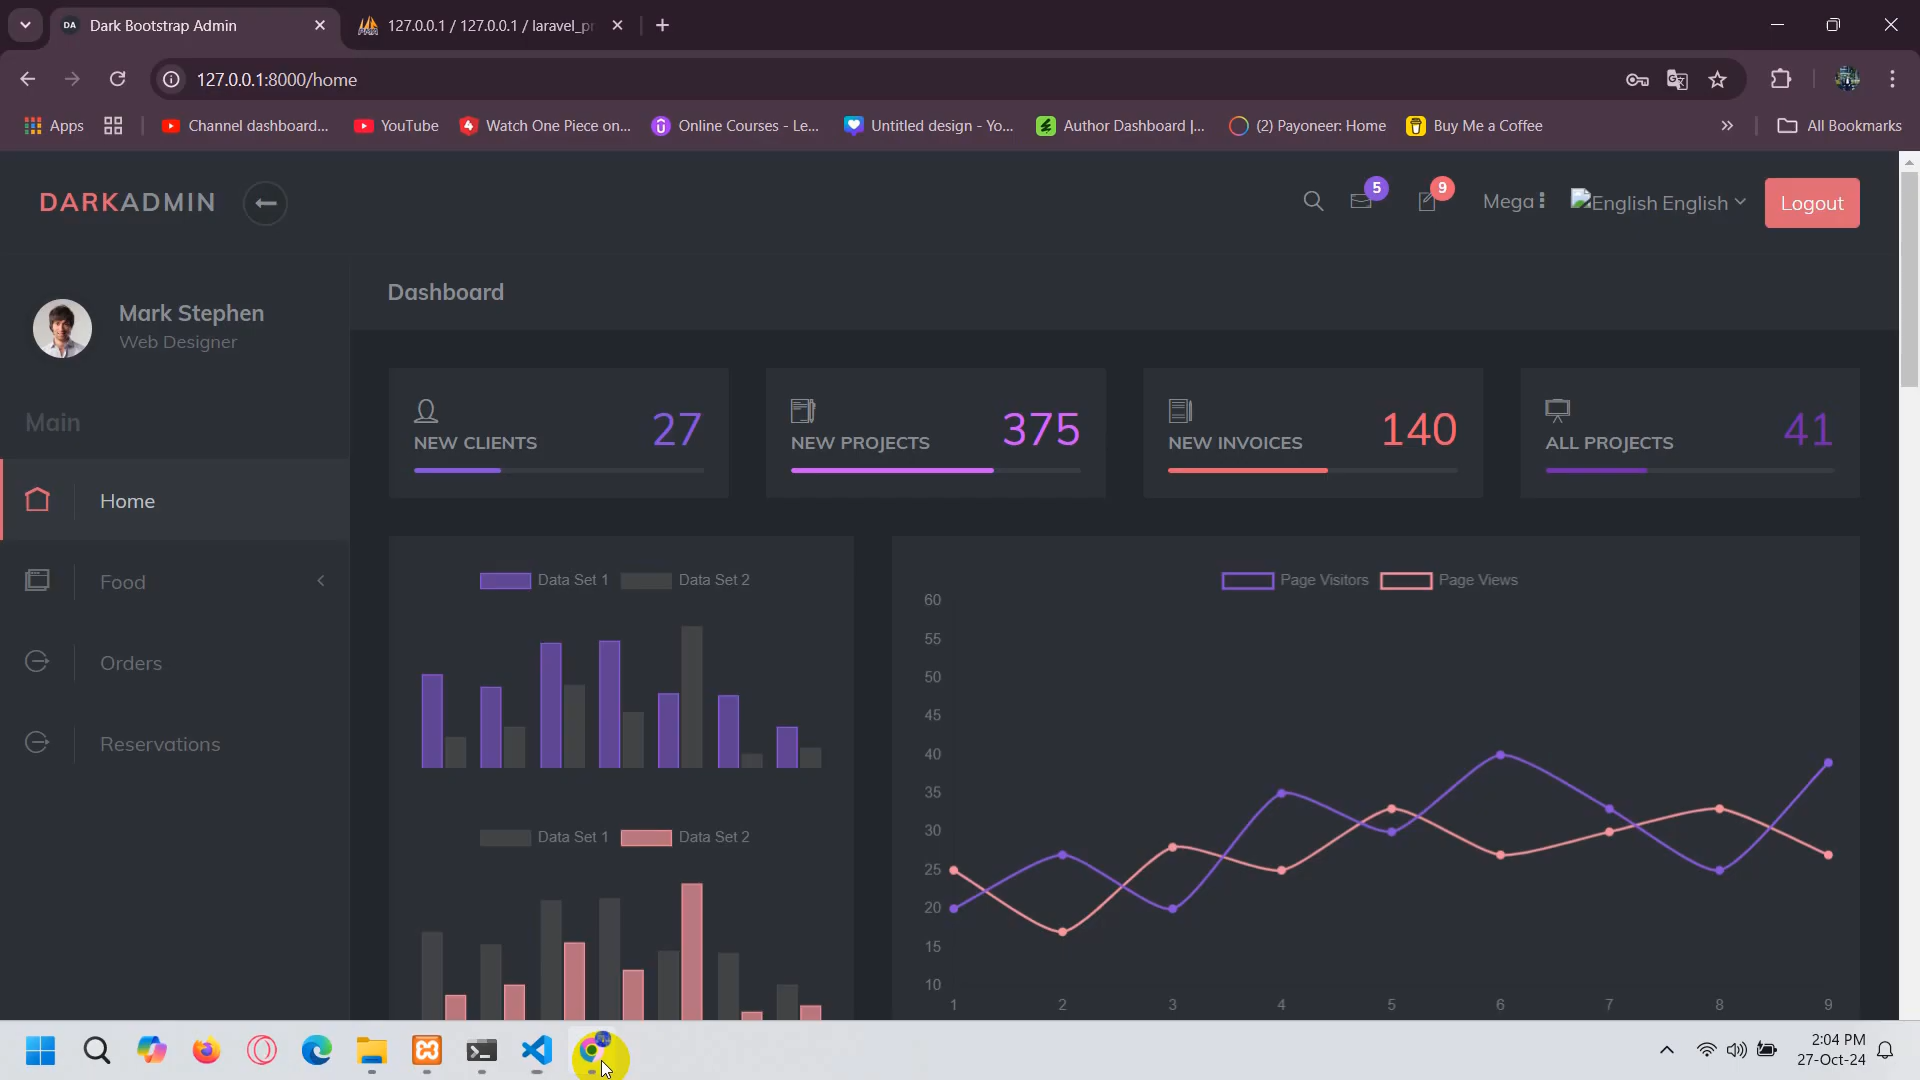 DA Dark Bootstrap Admin
127.0.0.1 / 127.0.0.1 / laravel_pr
127.0.0.1:8000/home
Apps
Channel dashboard...
YouTube
Watch One Piece on...
Online Courses - Le...
Untitled design - Yo...
Author Dashboard |...
(2) Payoneer: Home
Buy Me a Coffee
All Bookmarks
DARKADMIN
5
9
Mega
English English
Logout
Mark Stephen
Web Designer
Main
Home
Food
Orders
Reservations
Dashboard
NEW CLIENTS
27
NEW PROJECTS
375
NEW INVOICES
140
ALL PROJECTS
41
Data Set 1 Data Set 2
Data Set 1 Data Set 2
Page Visitors Page Views
60
55
50
45
40
35
30
25
20
15
10
1 2 3 4 5 6 7 8 9
2:04 PM
27-Oct-24